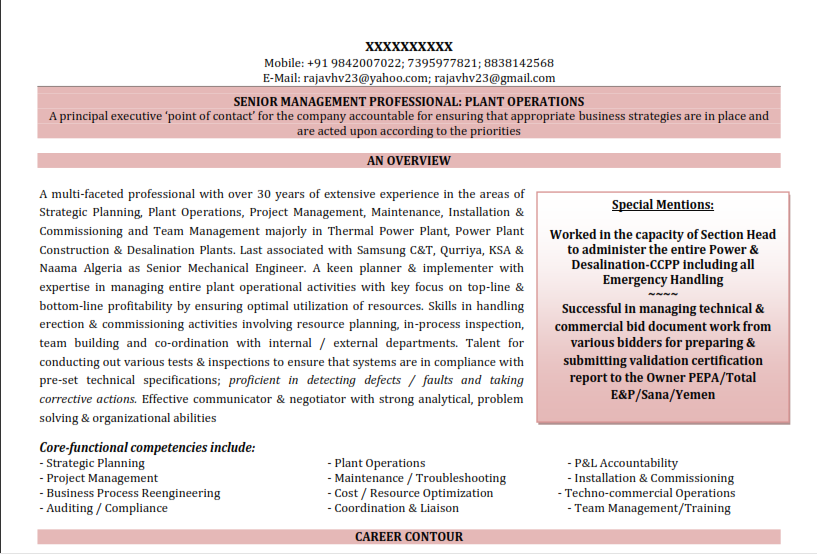 XXXXXXXXXX
Mobile: +91 9842007022; 7395977821; 8838142568
E-Mail: rajavhv23@yahoo.com; rajavhv23@gmail.com
SENIOR MANAGEMENT PROFESSIONAL: PLANT OPERATIONS
A principal executive ‘point of contact’ for the company accountable for ensuring that appropriate business strategies are in place and
are acted upon according to the priorities
AN OVERVIEW
A multi-faceted professional with over 30 years of extensive experience in the areas of
Strategic Planning, Plant Operations, Project Management, Maintenance, Installation &
Commissioning and Team Management majorly in Thermal Power Plant, Power Plant
Construction & Desalination Plants. Last associated with Samsung C&T, Qurriya, KSA &
Naama Algeria as Senior Mechanical Engineer. A keen planner & implementer with
expertise in managing entire plant operational activities with key focus on top-line &
bottom-line profitability by ensuring optimal utilization of resources. Skills in handling
erection & commissioning activities involving resource planning, in-process inspection,
team building and co-ordination with internal / external departments. Talent for
conducting out various tests & inspections to ensure that systems are in compliance with
pre-set technical specifications; proficient in detecting defects / faults and taking
corrective actions. Effective communicator & negotiator with strong analytical, problem
solving & organizational abilities
Special Mentions:
Worked in the capacity of Section Head
to administer the entire Power &
Desalination-CCPP including all
Emergency Handling
~~~~
Successful in managing technical &
commercial bid document work from
various bidders for preparing &
submitting validation certification
report to the Owner PEPA/Total
E&P/Sana/Yemen
Core-functional competencies include:
- Strategic Planning - Plant Operations - P&L Accountability
- Project Management - Maintenance / Troubleshooting - Installation & Commissioning
- Business Process Reengineering - Cost / Resource Optimization - Techno-commercial Operations
- Auditing / Compliance - Coordination & Liaison - Team Management/Training
CAREER CONTOUR